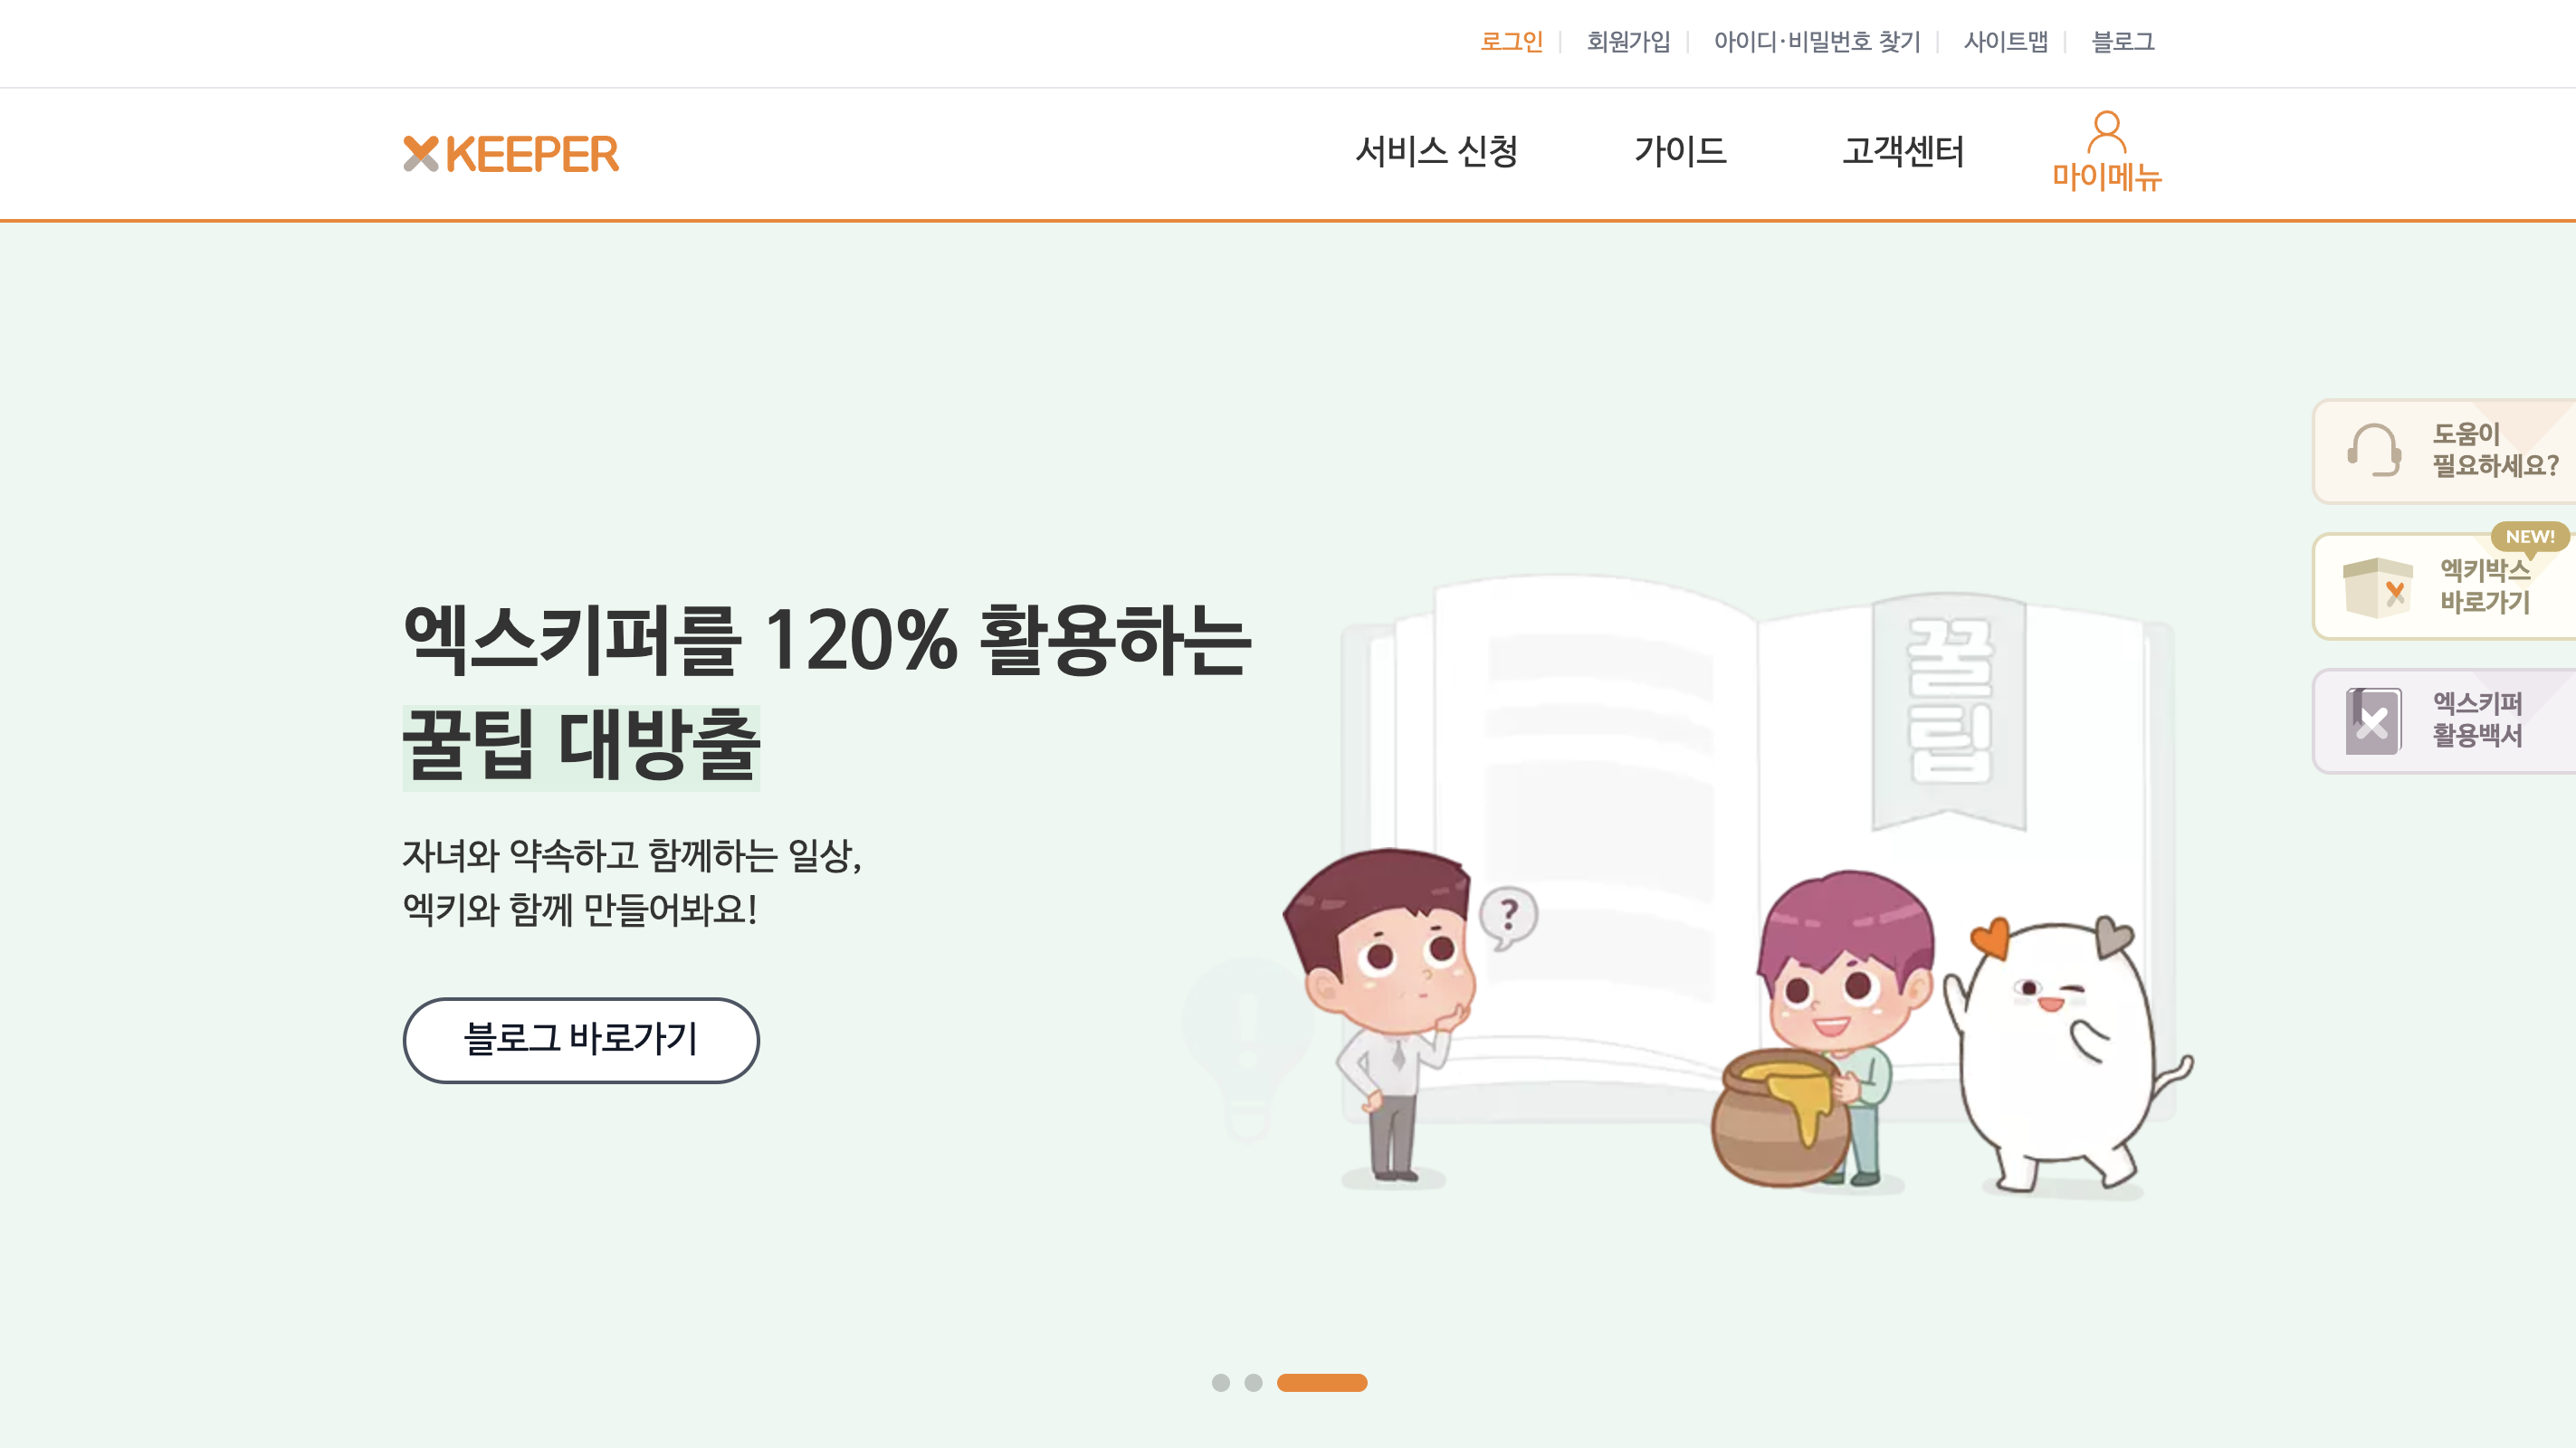 로그인
회원가입
아이디·비밀번호 찾기
사이트맵
블로그
KEEPER
서비스 신청
가이드
고객센터
마이메뉴
도움이
필요하세요?
NEW!
엑키박스
바로가기
엑스키퍼
활용백서
엑스키퍼를 120% 활용하는
꿀팁 대방출
자녀와 약속하고 함께하는 일상,
엑키와 함께 만들어봐요!
블로그 바로가기
꿀
팁
?
!